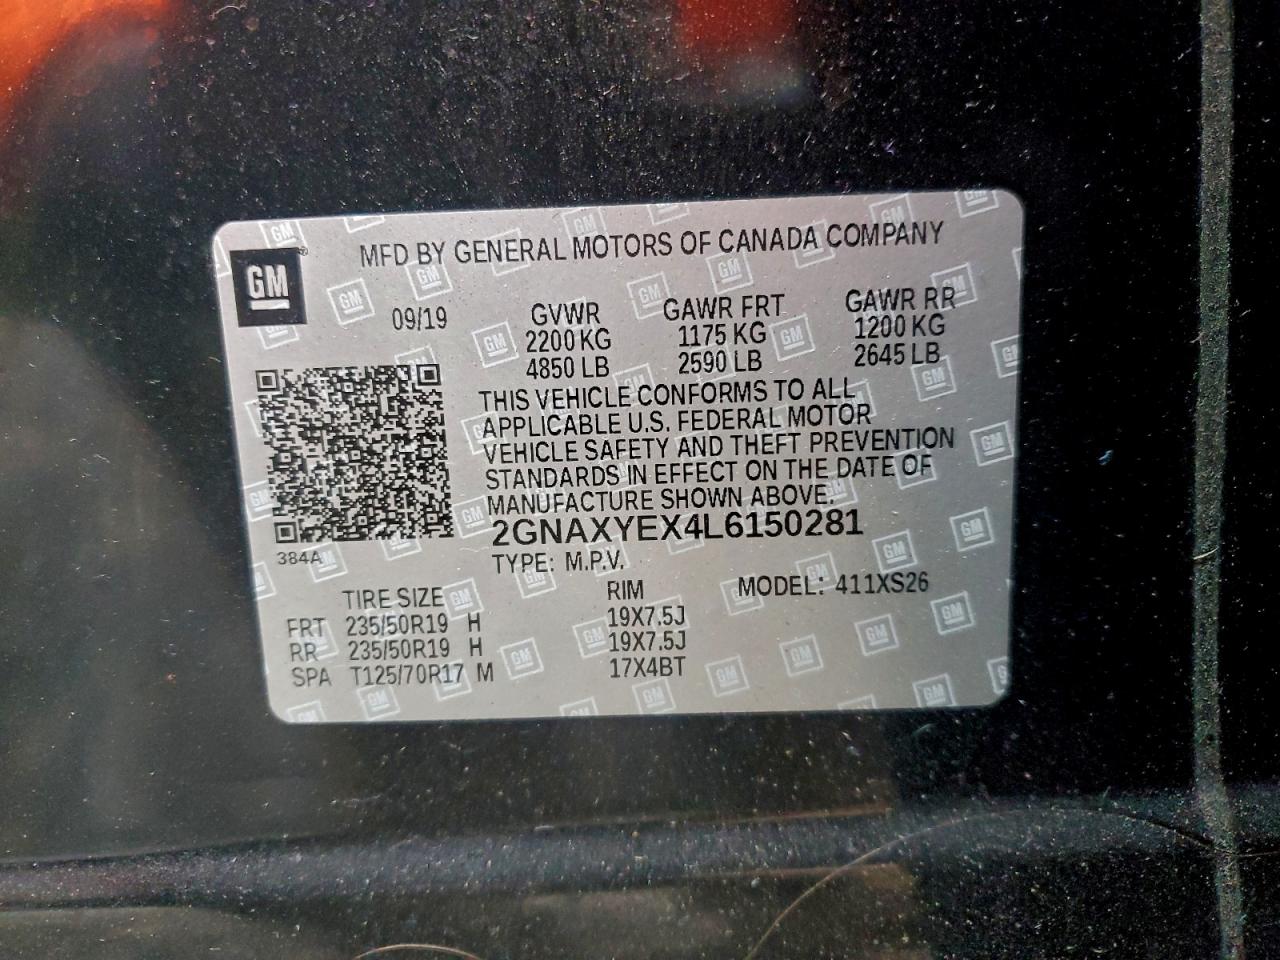 GM
MFD BY GENERAL MOTORS OF CANADA COMPANY
09/19
GVWR GAWR FRT GAWR RR
2200 KG 1175 KG 1200 KG
4850 LB 2590 LB 2645 LB
THIS VEHICLE CONFORMS TO ALL
APPLICABLE U.S. FEDERAL MOTOR
VEHICLE SAFETY AND THEFT PREVENTION
STANDARDS IN EFFECT ON THE DATE OF
MANUFACTURE SHOWN ABOVE.
2GNAXYEX4L6150281
384A
TYPE: M.P.V.
TIRE SIZE RIM MODEL: 411XS26
FRT 235/50R19 H 19X7.5J
RR 235/50R19 H 19X7.5J
SPA T125/70R17 M 17X4BT